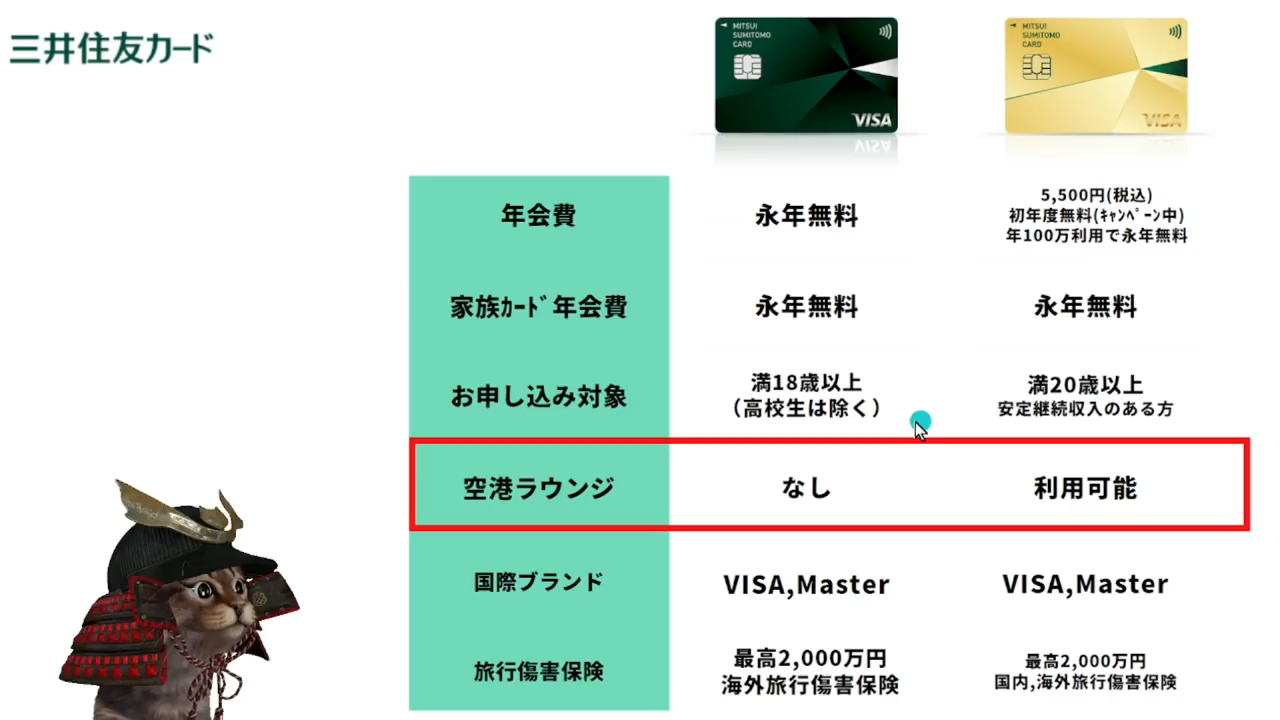 三井住友カード
MITSUI
SUMITOMO
CARD
VISA
MITSUI
SUMITOMO
CARD
VISA
年会費
永年無料
5,500円(税込)
初年度無料(ｷｬﾝﾍﾟｰﾝ中)
年100万利用で永年無料
家族ｶｰﾄﾞ年会費
永年無料
永年無料
お申し込み対象
満18歳以上
（高校生は除く）
満20歳以上
安定継続収入のある方
空港ラウンジ
なし
利用可能
国際ブランド
VISA,Master
VISA,Master
旅行傷害保険
最高2,000万円
海外旅行傷害保険
最高2,000万円
国内,海外旅行傷害保険